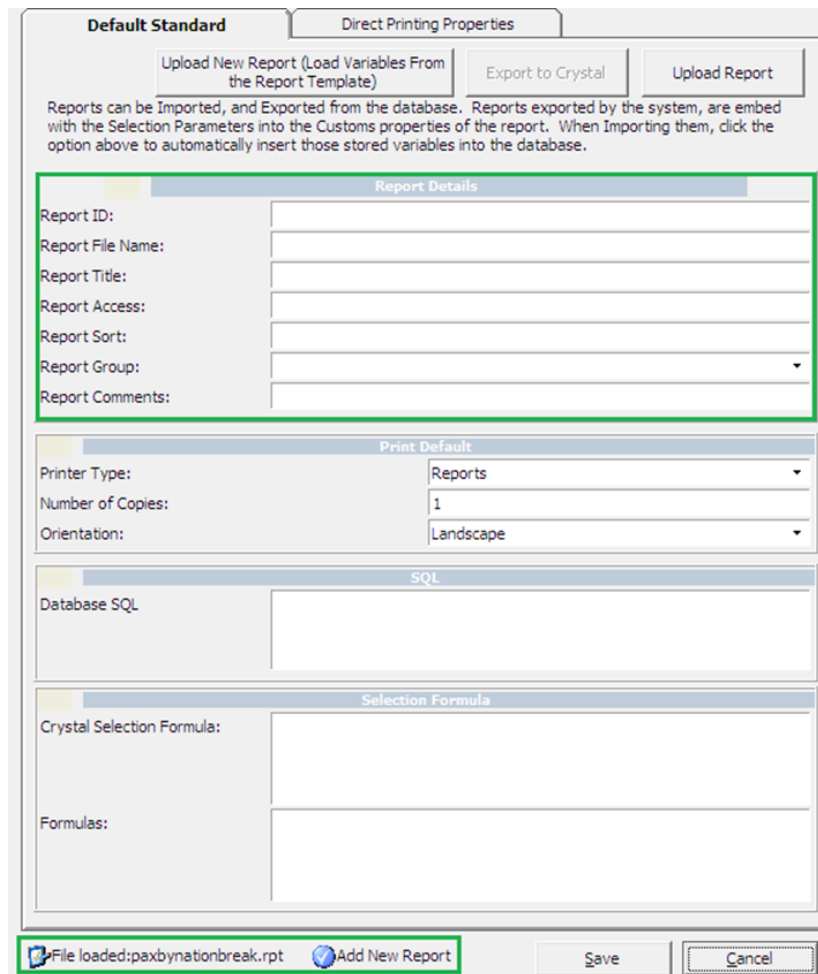 Default Standard
Direct Printing Properties
Upload New Report (Load Variables From
the Report Template)
Export to Crystal
Upload Report
Reports can be Imported, and Exported from the database. Reports exported by the system, are embed
with the Selection Parameters into the Customs properties of the report. When Importing them, click the
option above to automatically insert those stored variables into the database.
Report Details
Report ID:
Report File Name:
Report Title:
Report Access:
Report Sort:
Report Group:
Report Comments:
Print Default
Printer Type: Reports
Number of Copies: 1
Orientation: Landscape
SQL
Database SQL
Selection Formula
Crystal Selection Formula:
Formulas:
File loaded:paxbynationbreak.rpt Add New Report Save Cancel